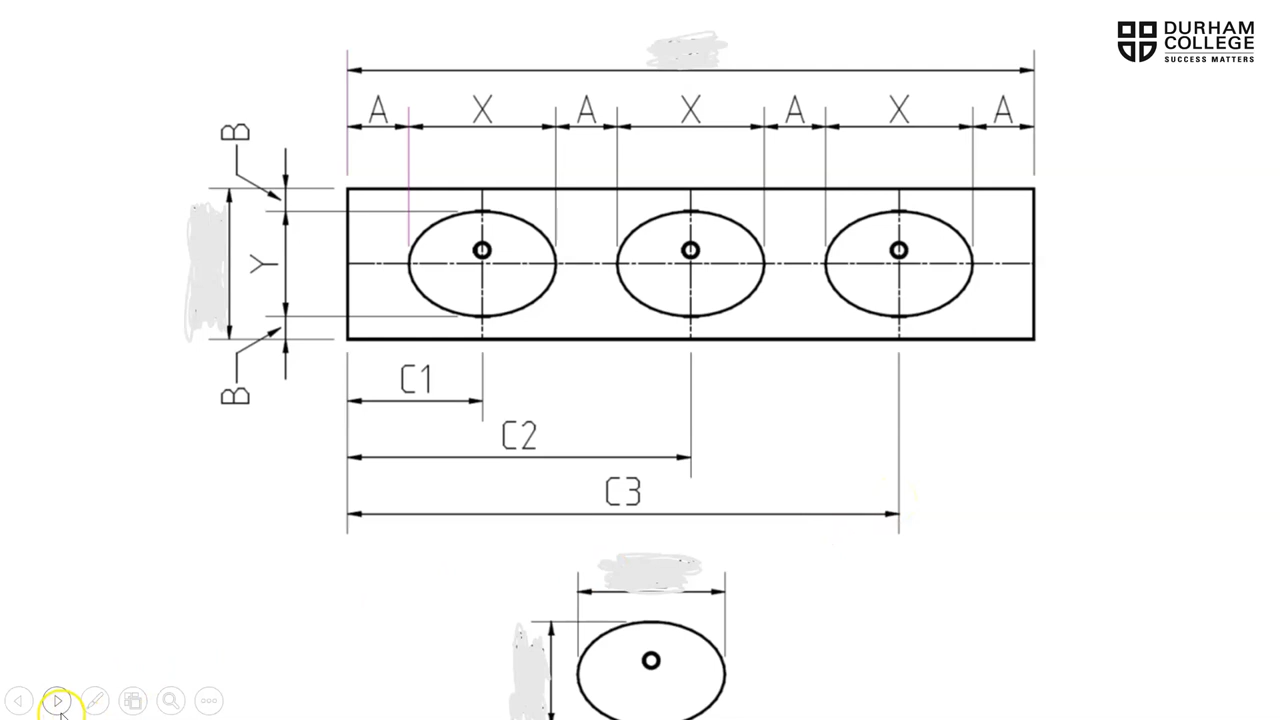 DURHAM
COLLEGE
SUCCESS MATTERS
A X A X A X A
B
Y
B
C1
C2
C3